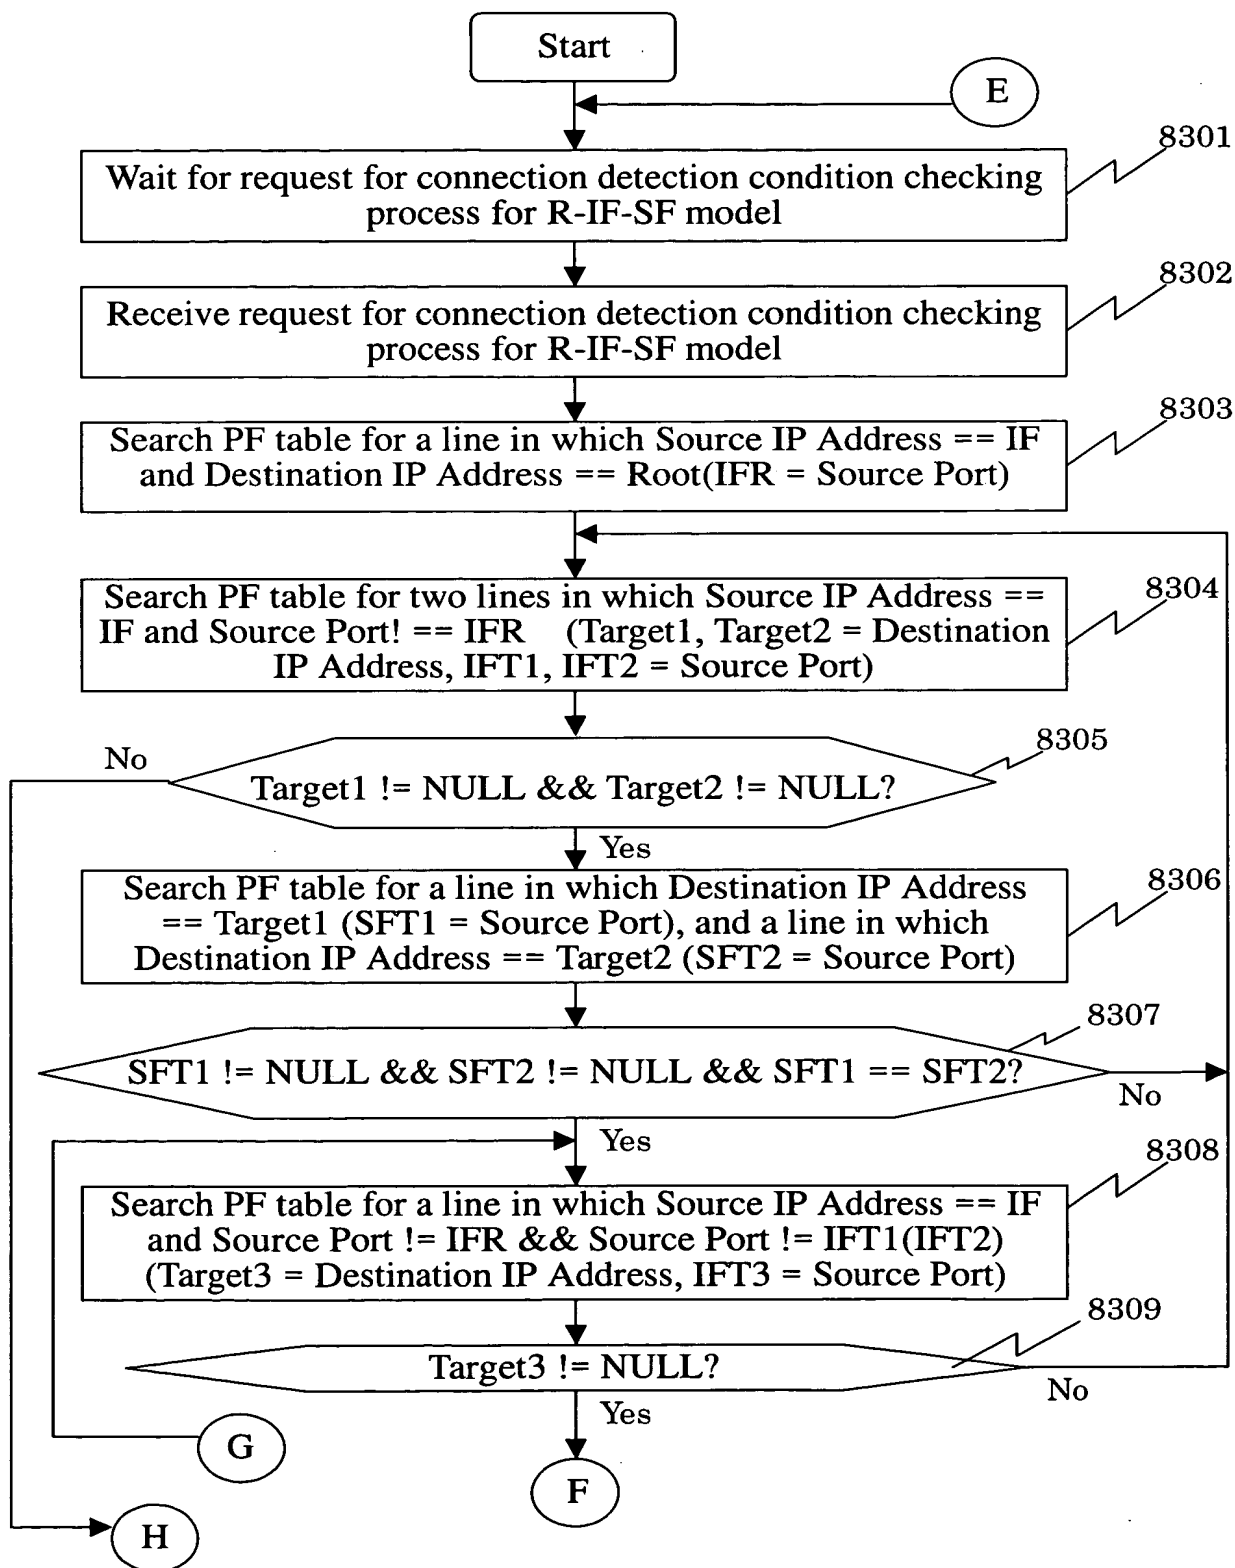 Start
E
8301
Wait for request for connection detection condition checking
process for R-IF-SF model
8302
Receive request for connection detection condition checking
process for R-IF-SF model
8303
Search PF table for a line in which Source IP Address == IF
and Destination IP Address == Root(IFR = Source Port)
8304
Search PF table for two lines in which Source IP Address ==
IF and Source Port! == IFR (Target1, Target2 = Destination
IP Address, IFT1, IFT2 = Source Port)
8305
No
Target1 != NULL && Target2 != NULL?
Yes
8306
Search PF table for a line in which Destination IP Address
== Target1 (SFT1 = Source Port), and a line in which
Destination IP Address == Target2 (SFT2 = Source Port)
8307
SFT1 != NULL && SFT2 != NULL && SFT1 == SFT2?
No
Yes
8308
Search PF table for a line in which Source IP Address == IF
and Source Port != IFR && Source Port != IFT1(IFT2)
(Target3 = Destination IP Address, IFT3 = Source Port)
8309
Target3 != NULL?
No
Yes
G
F
H